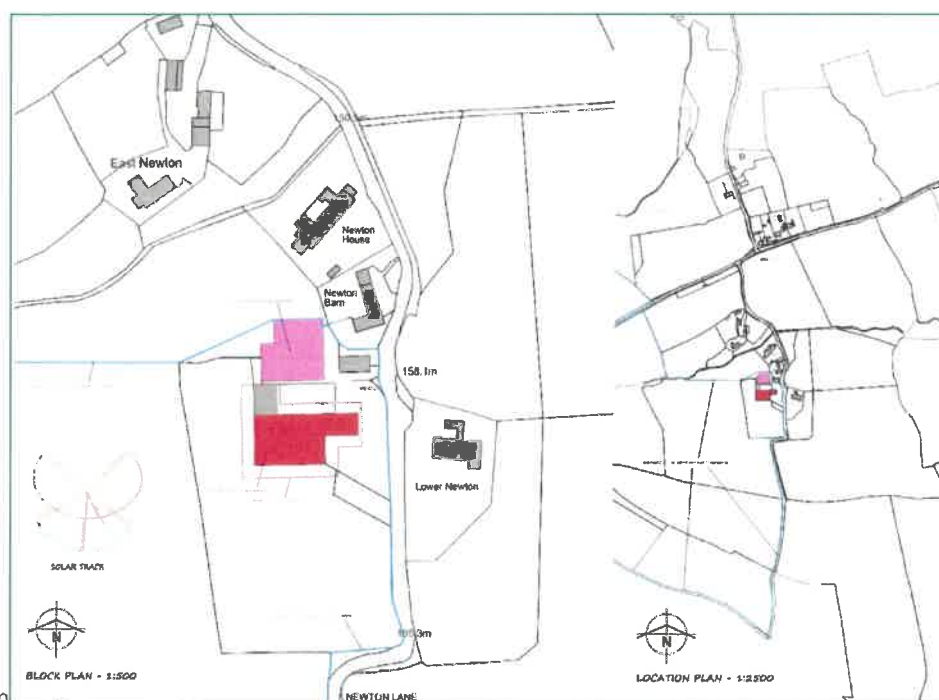 East Newton
Newton
House
Newton
Barn
158.1m
Lower Newton
SOLAR TRACK
N
BLOCK PLAN - 1:500
NEWTON LANE
N
LOCATION PLAN - 1:2500